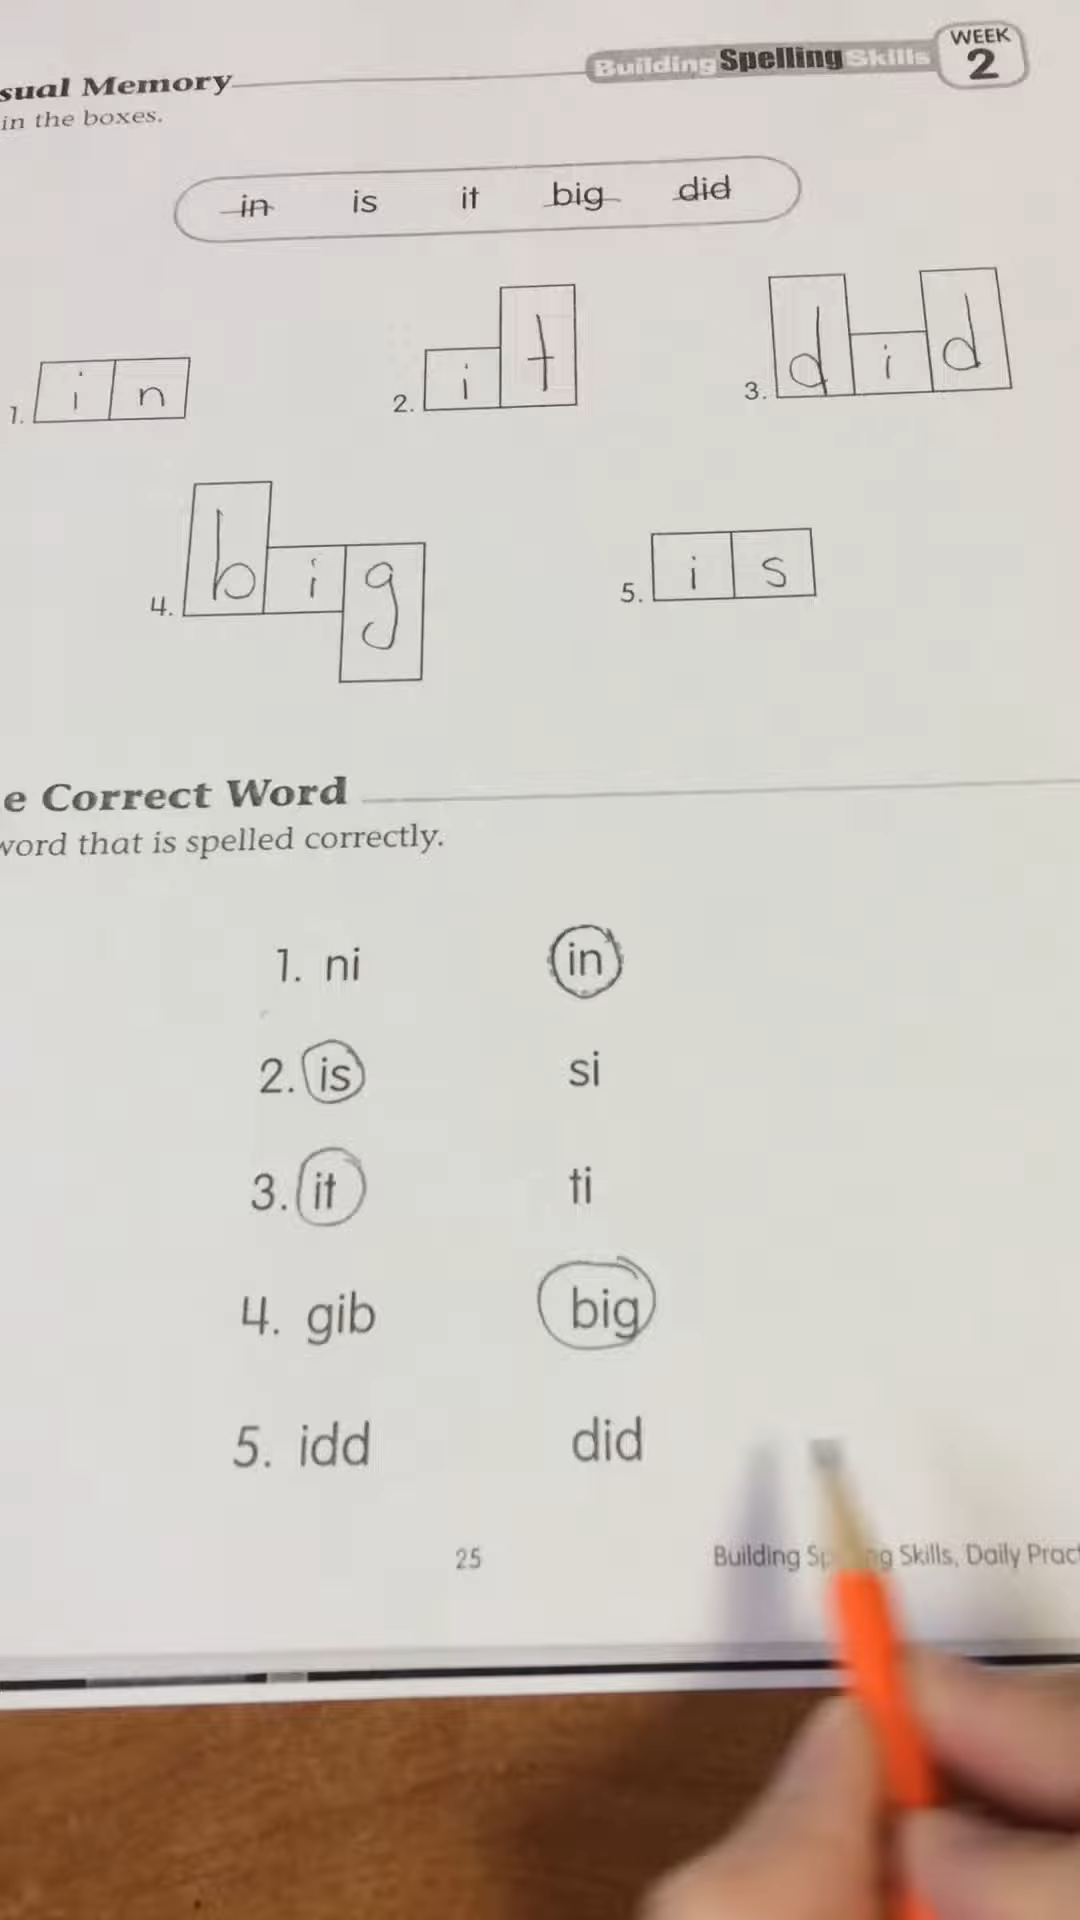 sual Memory
Building Spelling Skills
WEEK
2
in the boxes.
in is it big did
1. i n
2. i t
3. d i d
4. b i g
5. i s
e Correct Word
word that is spelled correctly.
1. ni in
2. is si
3. it ti
4. gib big
5. idd did
25
Building Skills, Daily Pract